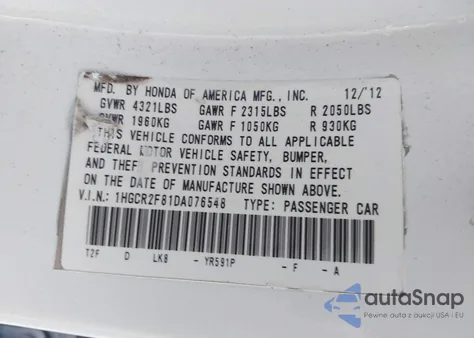 MFD. BY HONDA OF AMERICA MFG., INC. 12/'12
GVWR 4321LBS GAWR F 2315LBS R 2050LBS
GVWR 1960KG GAWR F 1050KG R 930KG
THIS VEHICLE CONFORMS TO ALL APPLICABLE
FEDERAL MOTOR VEHICLE SAFETY, BUMPER,
AND THEFT PREVENTION STANDARDS IN EFFECT
ON THE DATE OF MANUFACTURE SHOWN ABOVE.
V.I.N.: 1HGCR2F81DA076548 TYPE: PASSENGER CAR
T2F D LKB - YR591P - F - A
autoSnap
Pewne auta z aukcji USA i EU